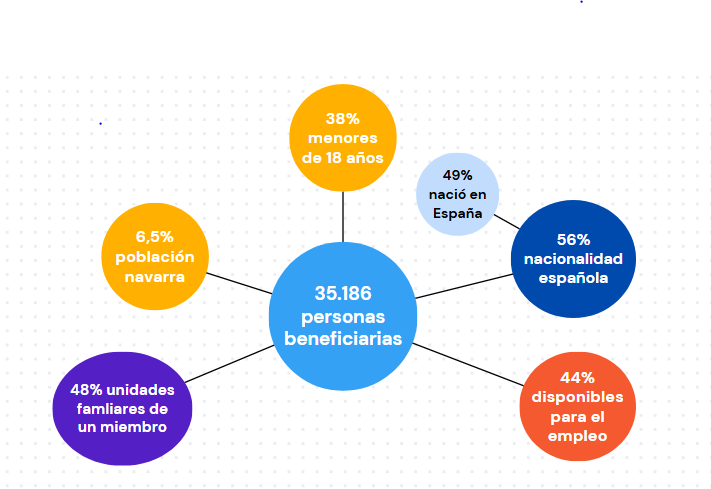 38%
menores
de 18 años
49%
nació en
España
6,5%
población
navarra
56%
nacionalidad
española
35.186
personas
beneficiarias
48% unidades
famliares de
un miembro
44%
disponibles
para el
empleo